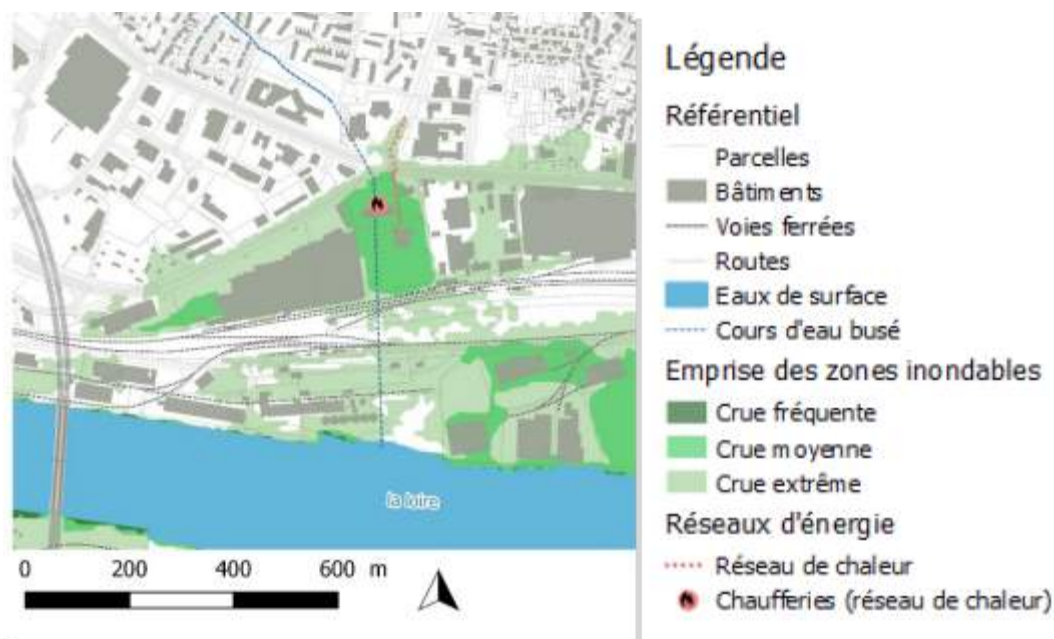 la loire
0 200 400 600 m
Légende
Référentiel
Parcelles
Bâtiments
Voies ferrées
Routes
Eaux de surface
Cours d'eau busé
Emprise des zones inondables
Crue fréquente
Crue moyenne
Crue extrême
Réseaux d'énergie
Réseau de chaleur
Chaufferies (réseau de chaleur)